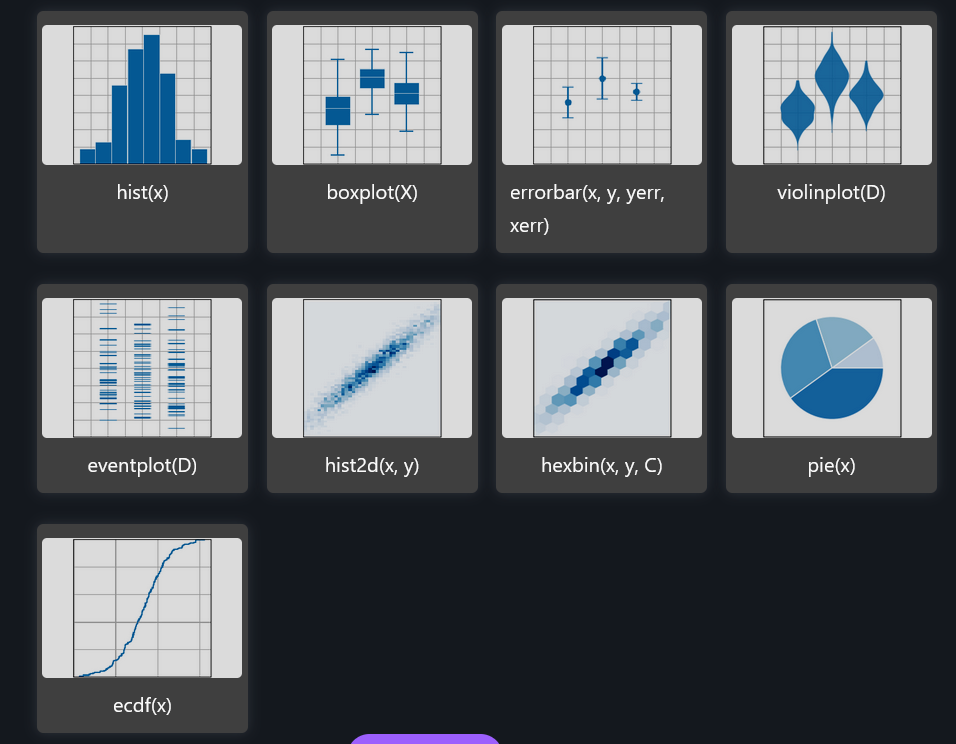 hist(x)
boxplot(X)
errorbar(x, y, yerr,
xerr)
violinplot(D)
eventplot(D)
hist2d(x, y)
hexbin(x, y, C)
pie(x)
ecdf(x)